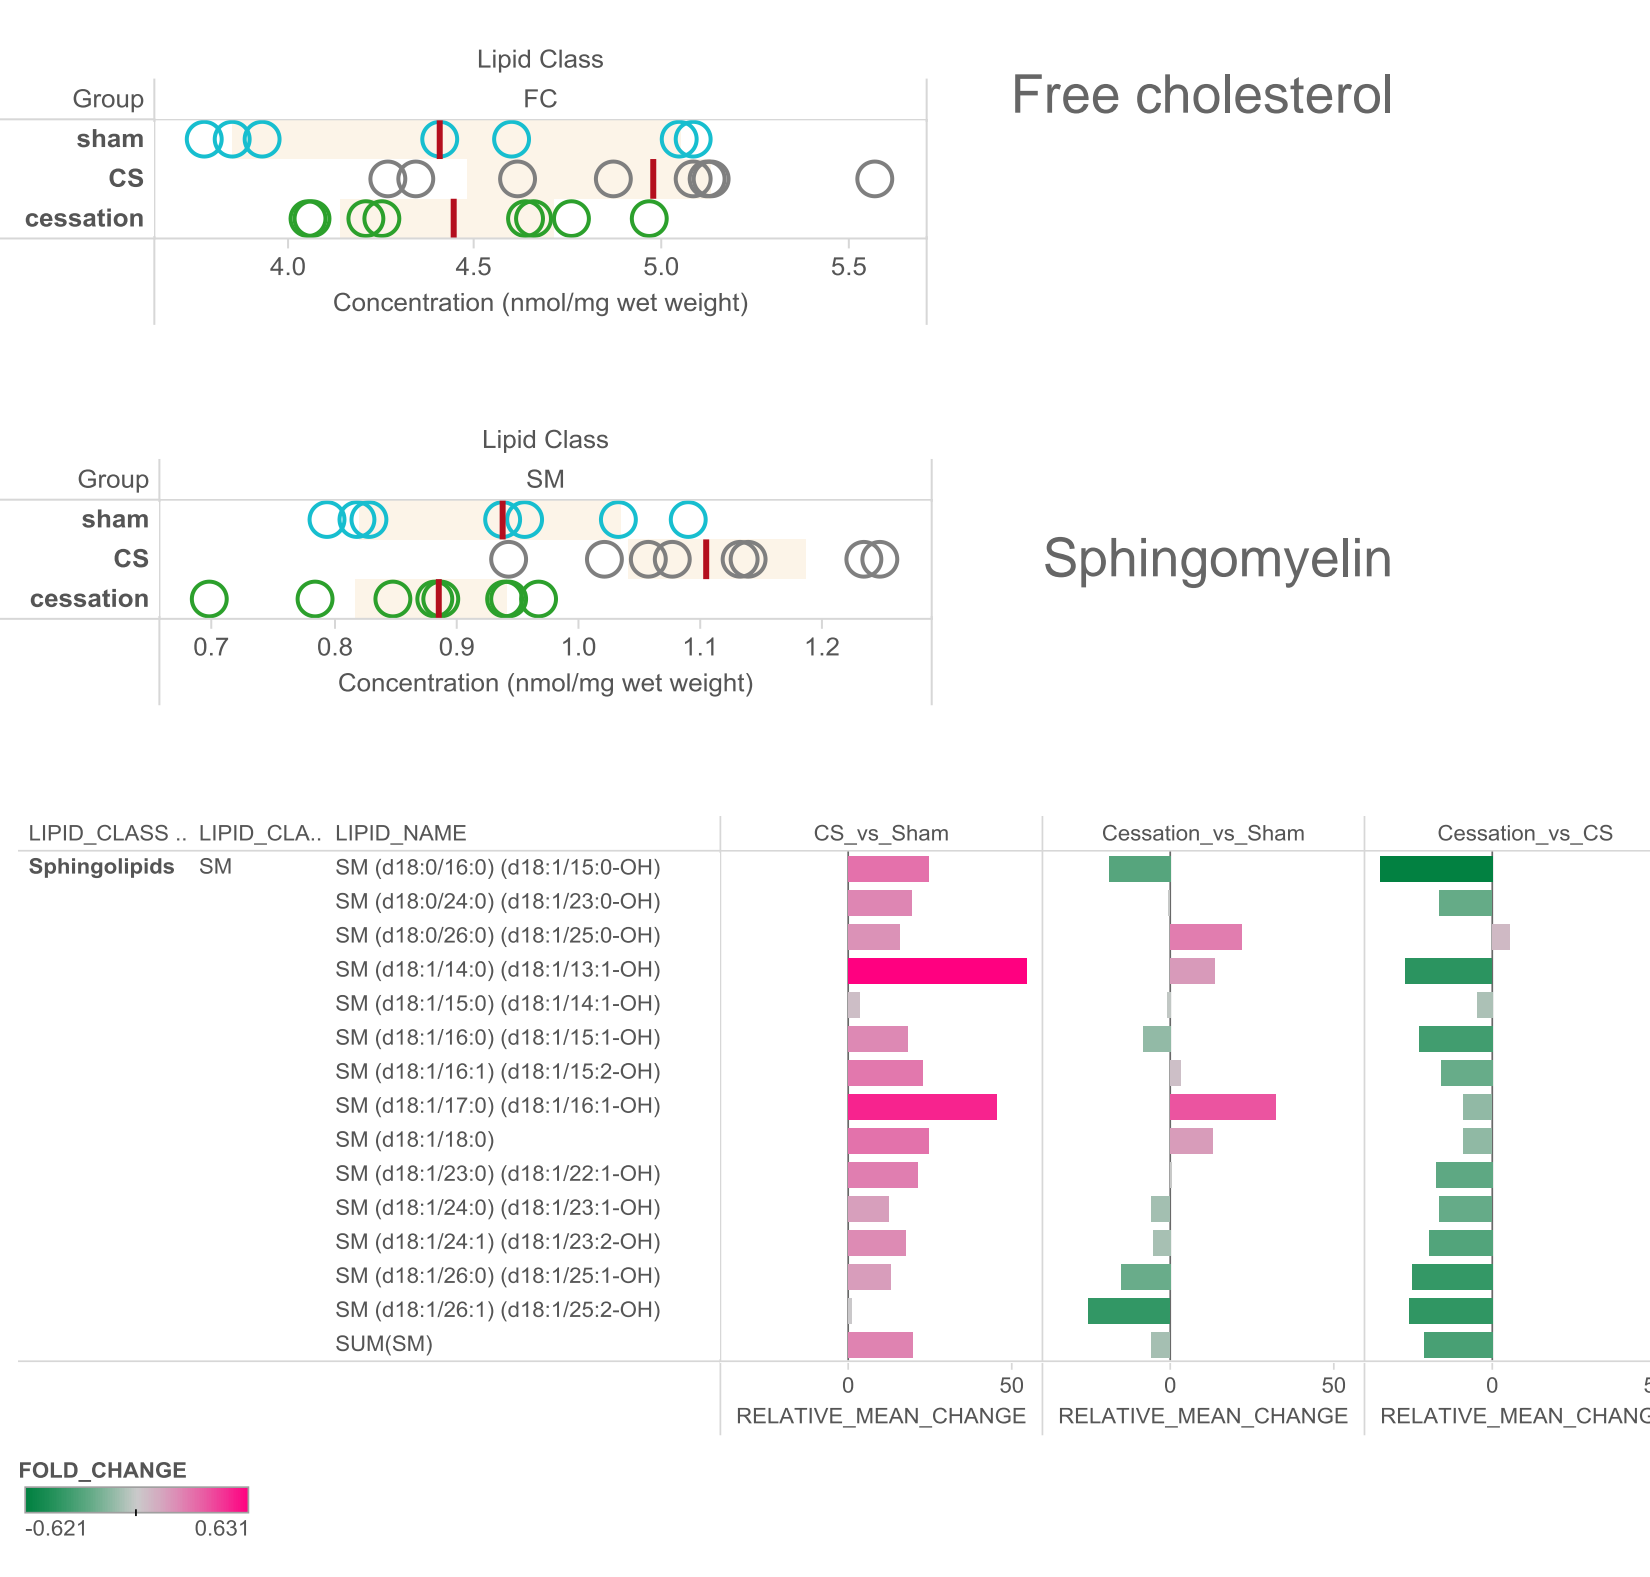 Lipid Class
Group FC
Free cholesterol
sham
CS
cessation
4.0 4.5 5.0 5.5
Concentration (nmol/mg wet weight)
Lipid Class
Group SM
sham
CS
Sphingomyelin
cessation
0.7 0.8 0.9 1.0 1.1 1.2
Concentration (nmol/mg wet weight)
LIPID_CLASS .. LIPID_CLA.. LIPID_NAME CS_vs_Sham Cessation_vs_Sham Cessation_vs_CS
Sphingolipids SM SM (d18:0/16:0) (d18:1/15:0-OH)
SM (d18:0/24:0) (d18:1/23:0-OH)
SM (d18:0/26:0) (d18:1/25:0-OH)
SM (d18:1/14:0) (d18:1/13:1-OH)
SM (d18:1/15:0) (d18:1/14:1-OH)
SM (d18:1/16:0) (d18:1/15:1-OH)
SM (d18:1/16:1) (d18:1/15:2-OH)
SM (d18:1/17:0) (d18:1/16:1-OH)
SM (d18:1/18:0)
SM (d18:1/23:0) (d18:1/22:1-OH)
SM (d18:1/24:0) (d18:1/23:1-OH)
SM (d18:1/24:1) (d18:1/23:2-OH)
SM (d18:1/26:0) (d18:1/25:1-OH)
SM (d18:1/26:1) (d18:1/25:2-OH)
SUM(SM)
0 50 0 50 0
RELATIVE_MEAN_CHANGE RELATIVE_MEAN_CHANGE RELATIVE_MEAN_CHANG
FOLD_CHANGE
-0.621 0.631